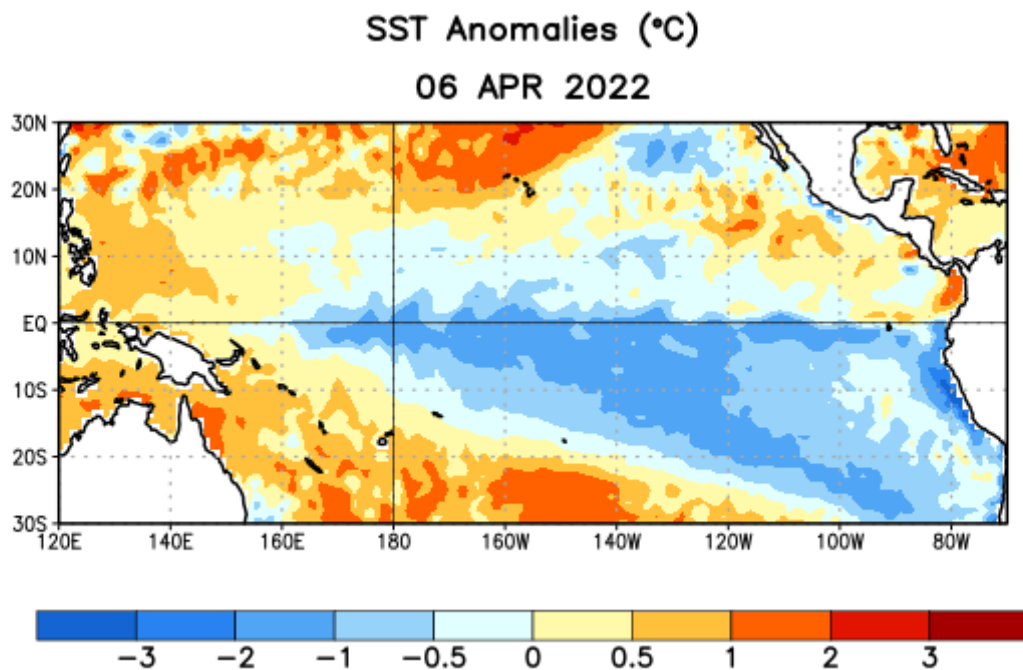 SST Anomalies (°C)
06 APR 2022
30N
20N
10N
EQ
10S
20S
30S
120E 140E 160E 180 160W 140W 120W 100W 80W
−3 −2 −1 −0.5 0 0.5 1 2 3